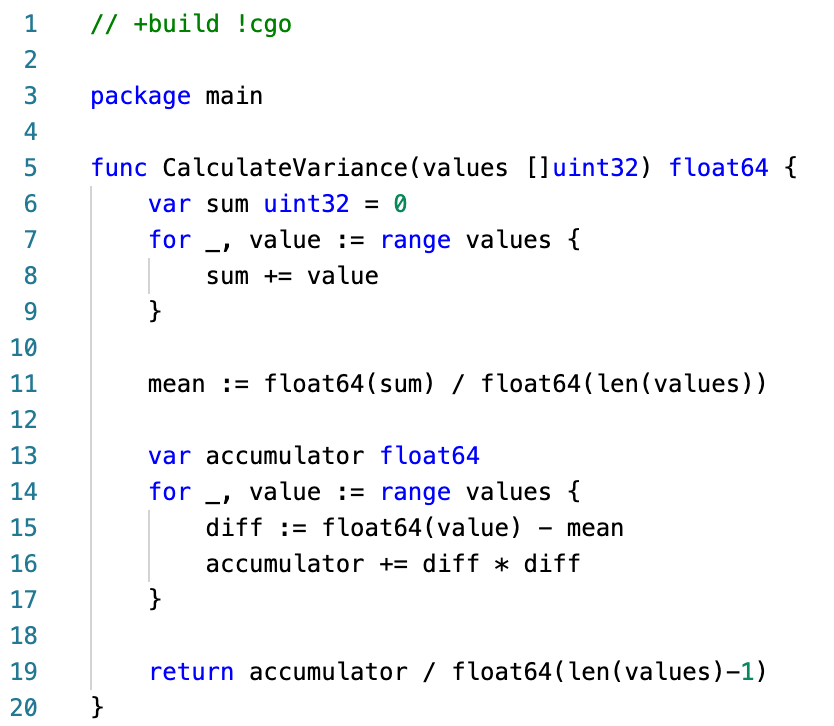 1 // +build !cgo
2
3 package main
4
5 func CalculateVariance(values []uint32) float64 {
6     var sum uint32 = 0
7     for _, value := range values {
8         sum += value
9     }
10
11     mean := float64(sum) / float64(len(values))
12
13     var accumulator float64
14     for _, value := range values {
15         diff := float64(value) - mean
16         accumulator += diff * diff
17     }
18
19     return accumulator / float64(len(values)-1)
20 }